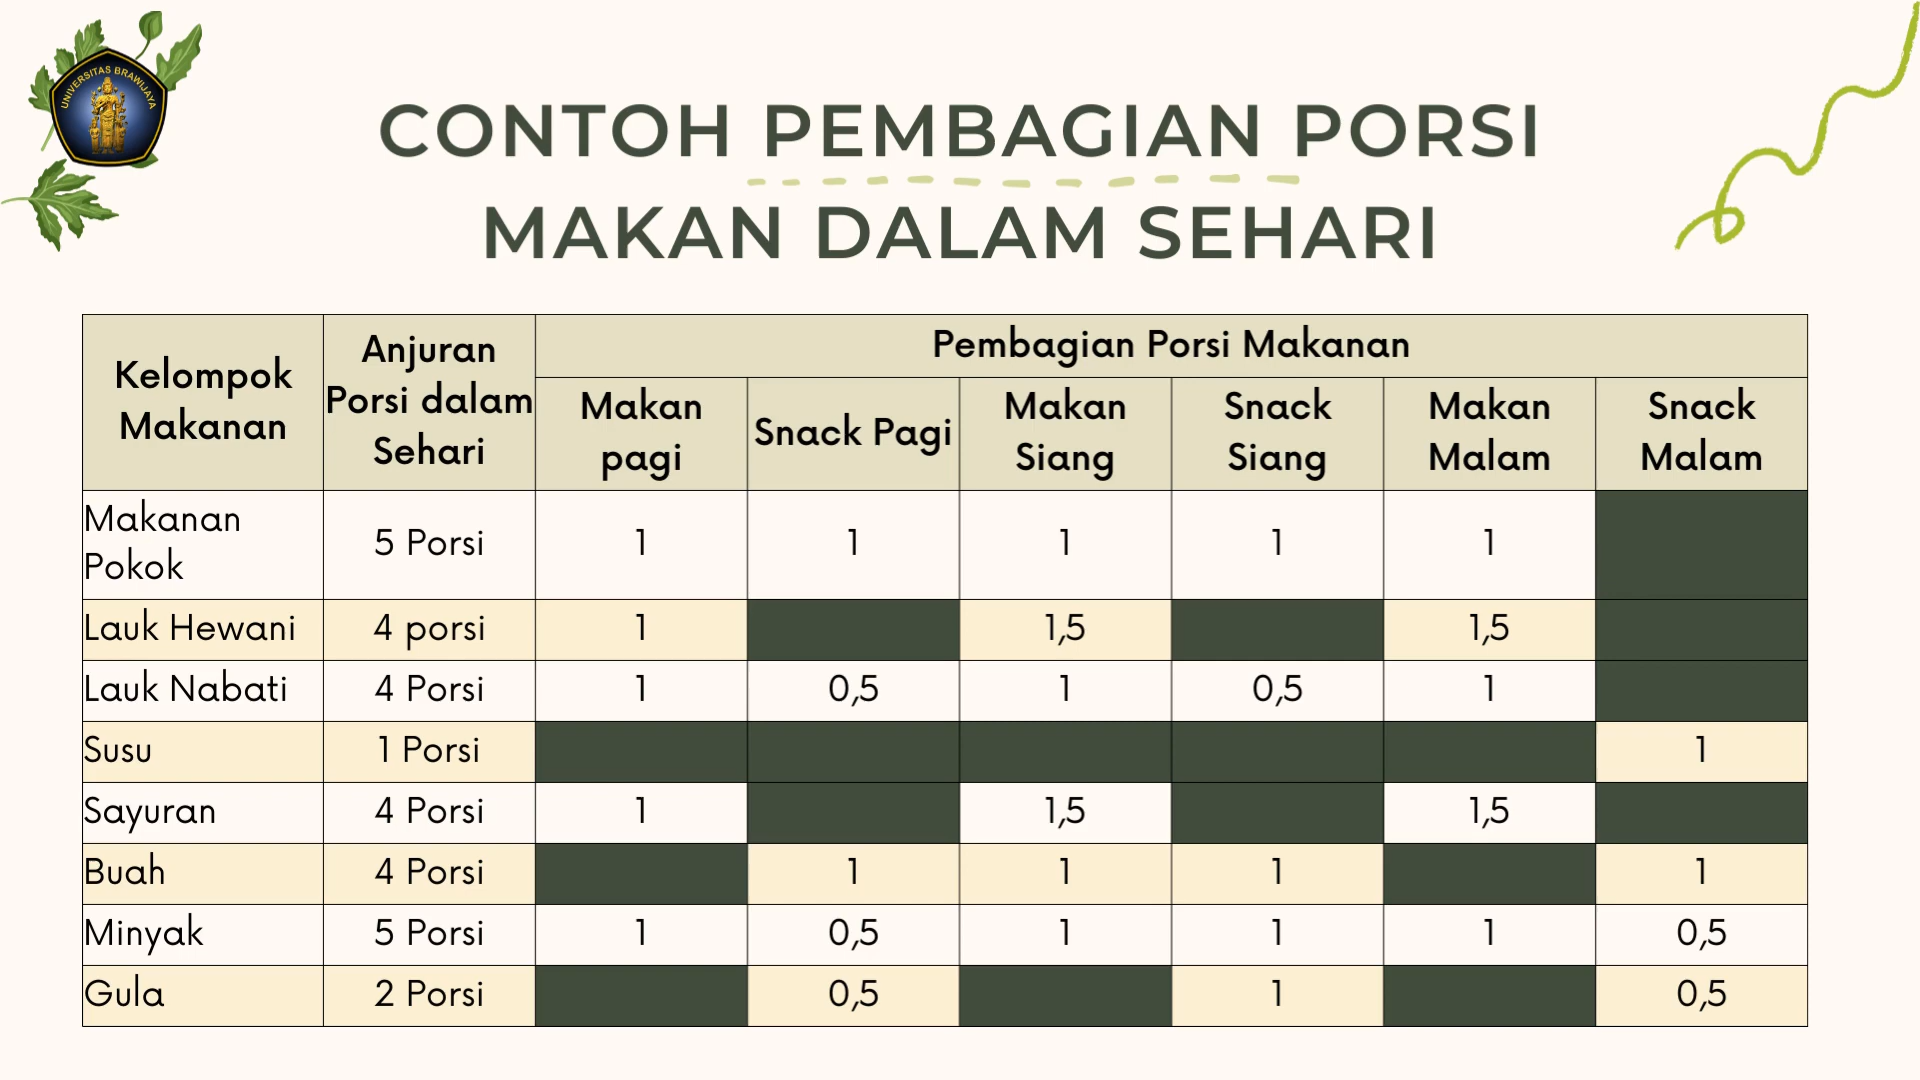 UNIVERSITAS BRAWIJAYA
CONTOH PEMBAGIAN PORSI
MAKAN DALAM SEHARI
Kelompok
Makanan
Anjuran
Porsi dalam
Sehari
Pembagian Porsi Makanan
Makan
pagi
Snack Pagi
Makan
Siang
Snack
Siang
Makan
Malam
Snack
Malam
Makanan
Pokok
5 Porsi 1 1 1 1 1
Lauk Hewani 4 porsi 1 1,5 1,5
Lauk Nabati 4 Porsi 1 0,5 1 0,5 1
Susu 1 Porsi 1
Sayuran 4 Porsi 1 1,5 1,5
Buah 4 Porsi 1 1 1 1
Minyak 5 Porsi 1 0,5 1 1 1 0,5
Gula 2 Porsi 0,5 1 0,5